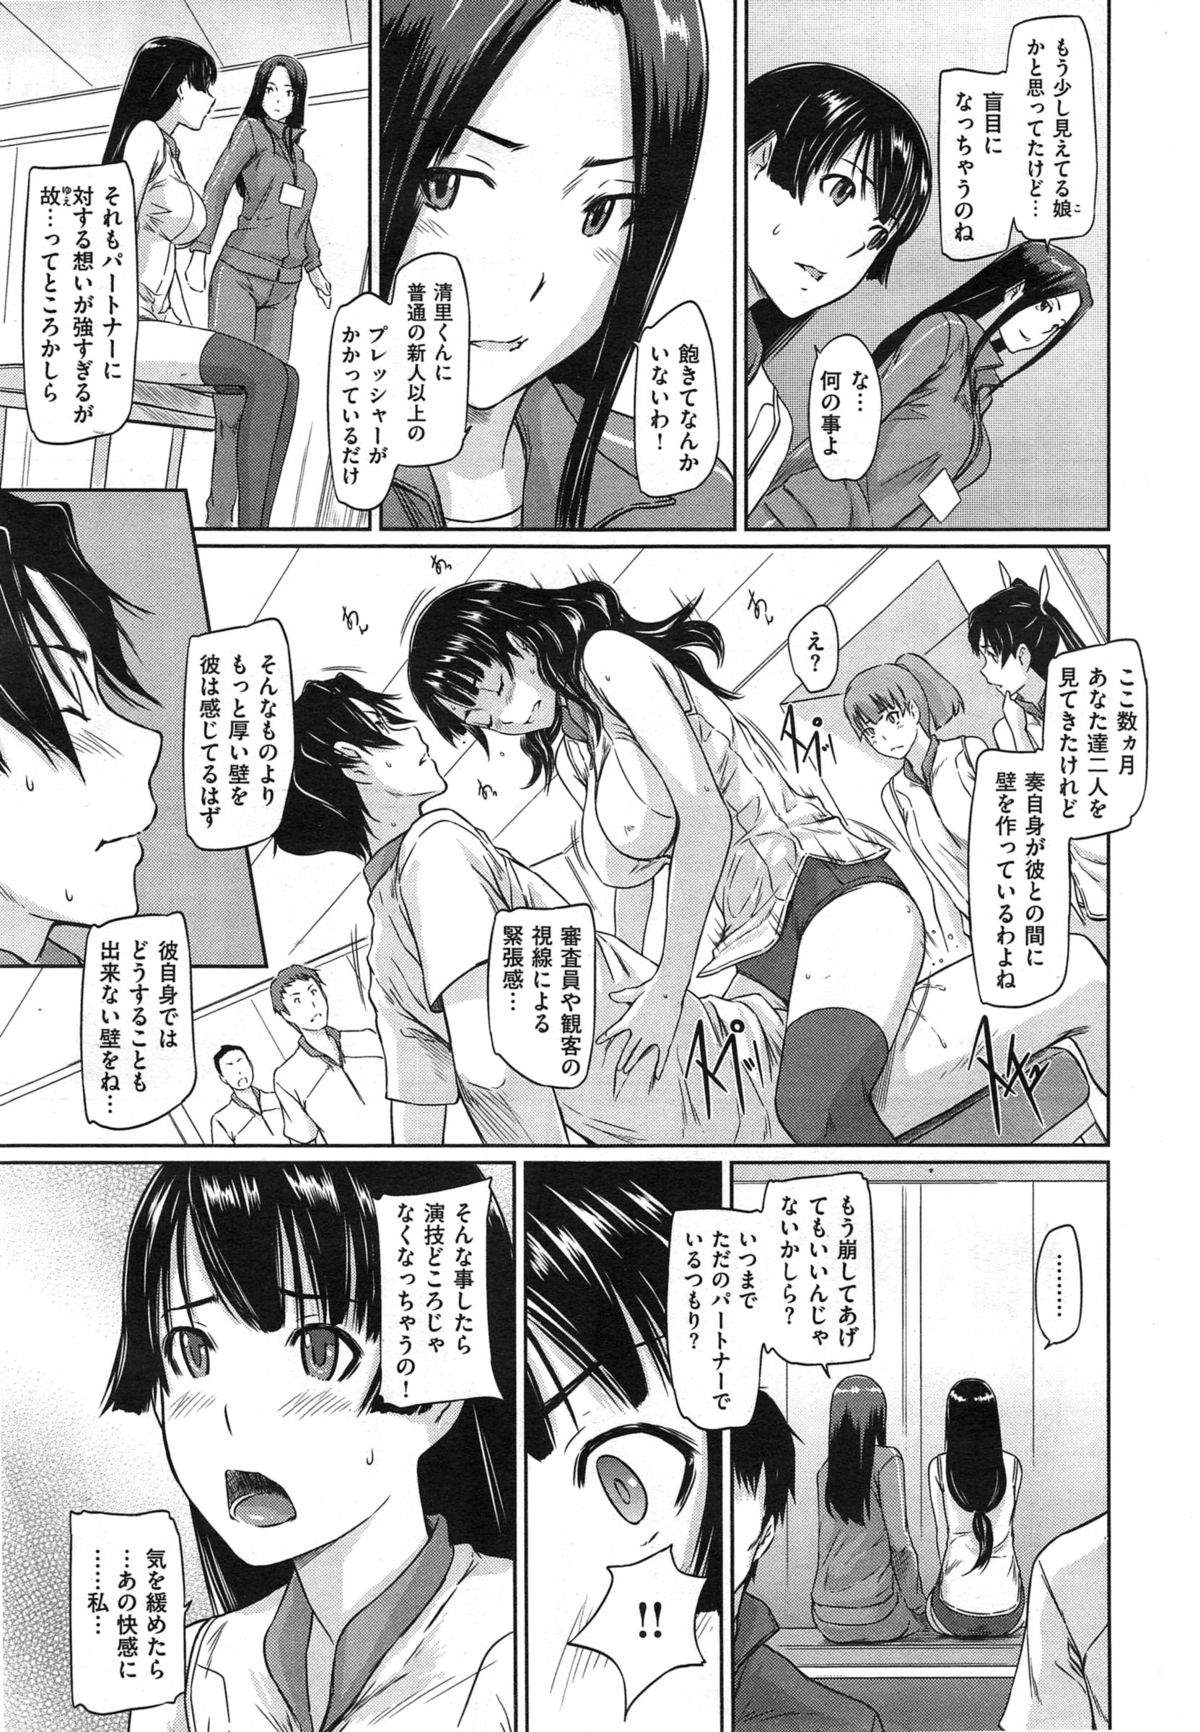 もう少し見えてる娘
こ
かと思ってたけど…
盲目に
なっちゃうのね
な…
何の事よ
飽きてなんか
いないわ！
清里くんに
普通の新人以上の
プレッシャーが
かかっているだけ
それもパートナーに
対する想いが強すぎるが
故…ってところかしら
ゆえ
ここ数ヵ月
あなた達二人を
見てきたけれど
奏自身が彼との間に
壁を作っているわよね
え？
審査員や観客の
視線による
緊張感…
そんなものより
もっと厚い壁を
彼は感じてるはず
彼自身では
どうすることも
出来ない壁をね…
………
もう崩してあげ
てもいいんじゃ
ないかしら？
いつまで
ただのパートナーで
いるつもり？
！！
そんな事したら
演技どころじゃ
なくなっちゃうの！
気を緩めたら
…あの快感に
……私…